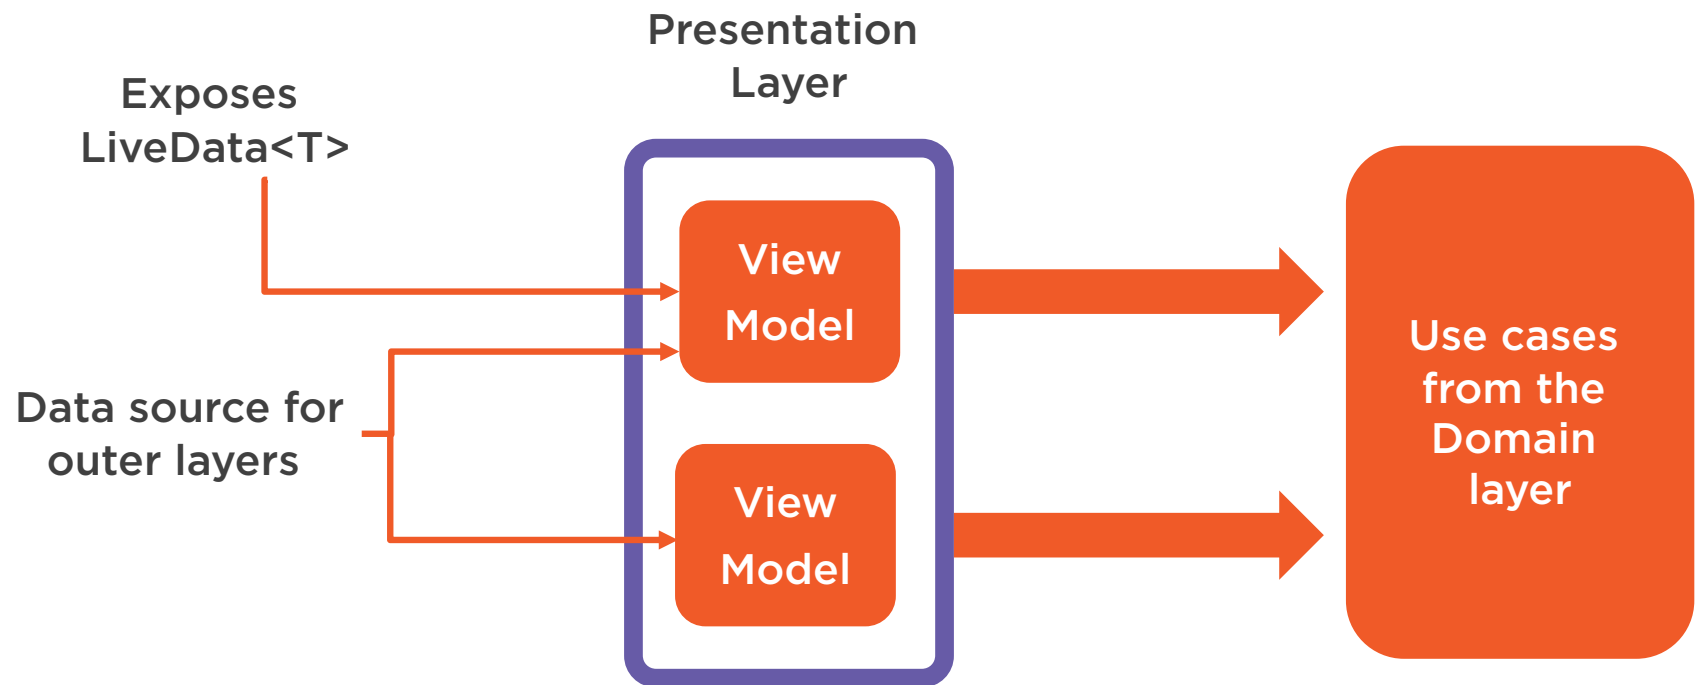 Presentation
Layer
Exposes
LiveData<T>
View
Model
Data source for
outer layers
View
Model
Use cases
from the
Domain
layer